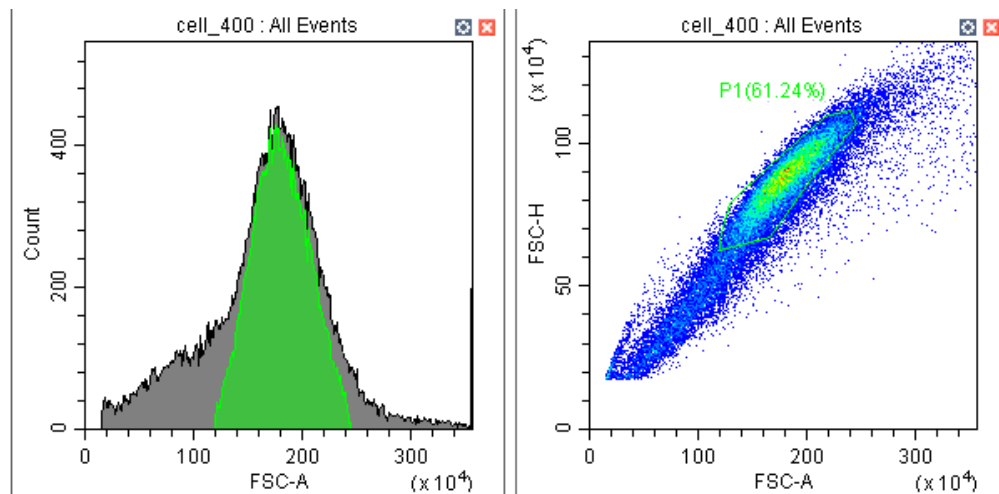 cell_400 : All Events
400
200
0
Count
0
100
200
300
FSC-A
(x 10⁴)
cell_400 : All Events
(x 10⁴)
P1(61.24%)
100
50
0
FSC-H
0
100
200
300
FSC-A
(x 10⁴)